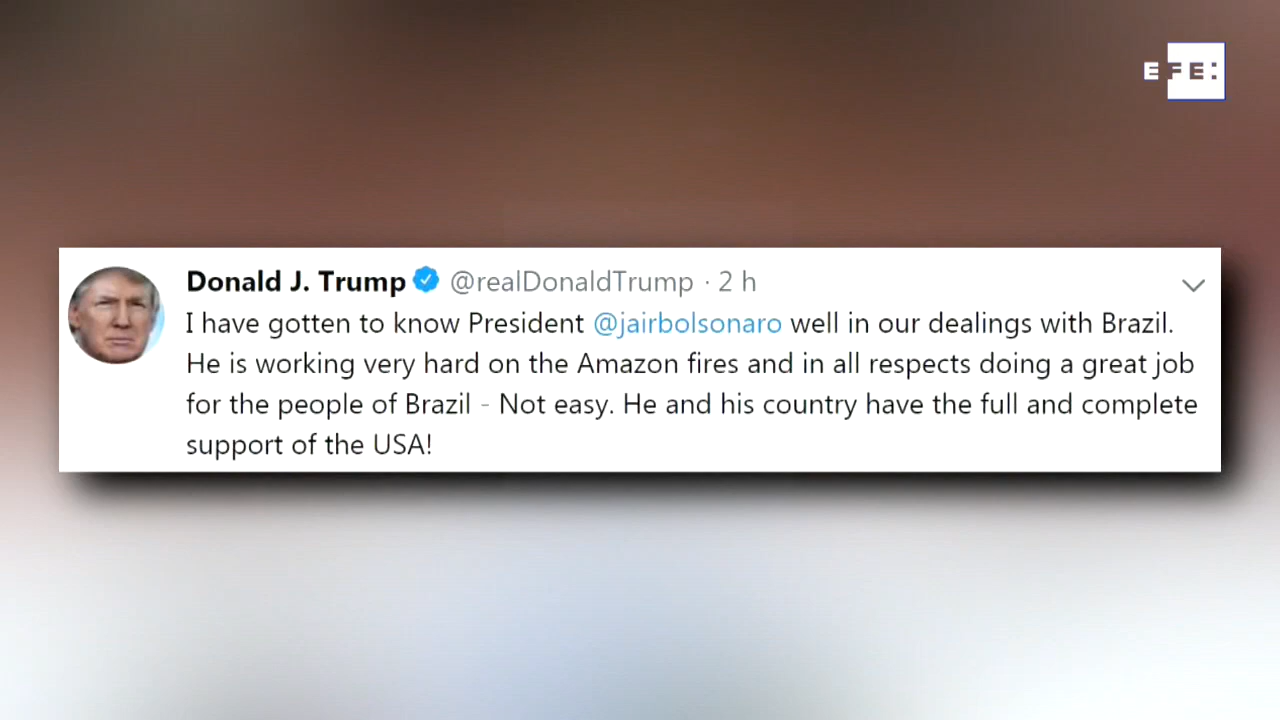 EFE:
Donald J. Trump @realDonaldTrump · 2 h
I have gotten to know President @jairbolsonaro well in our dealings with Brazil.
He is working very hard on the Amazon fires and in all respects doing a great job
for the people of Brazil - Not easy. He and his country have the full and complete
support of the USA!